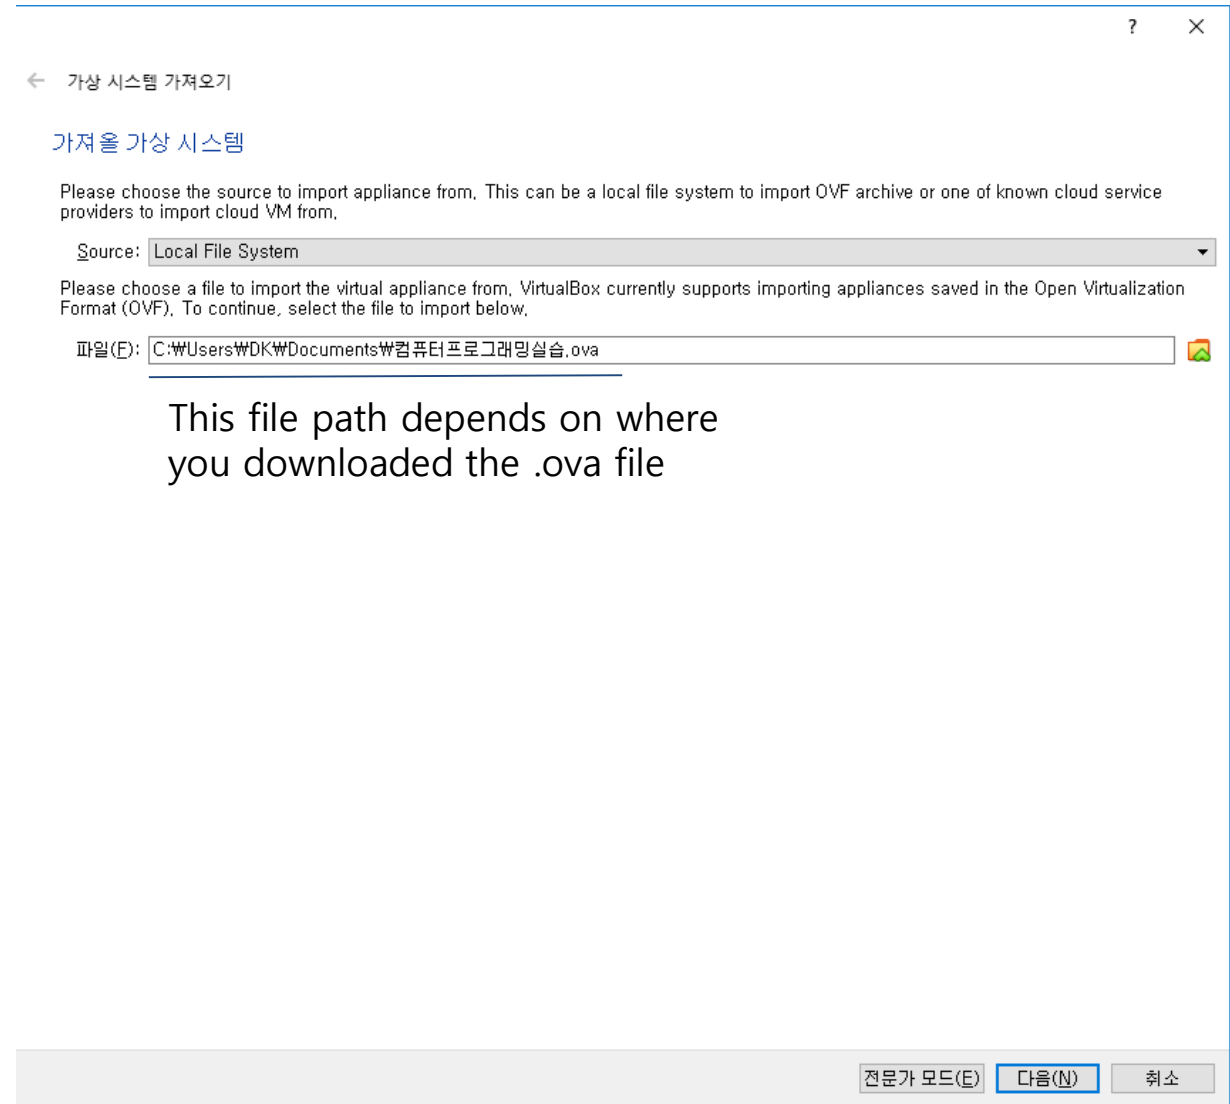 ?
가상 시스템 가져오기
가져올 가상 시스템
Please choose the source to import appliance from. This can be a local file system to import OVF archive or one of known cloud service
providers to import cloud VM from.
Source: Local File System
Please choose a file to import the virtual appliance from. VirtualBox currently supports importing appliances saved in the Open Virtualization
Format (OVF). To continue, select the file to import below.
파일(F): C:₩Users₩DK₩Documents₩컴퓨터프로그래밍실습.ova
This file path depends on where
you downloaded the .ova file
전문가 모드(E) 다음(N) 취소